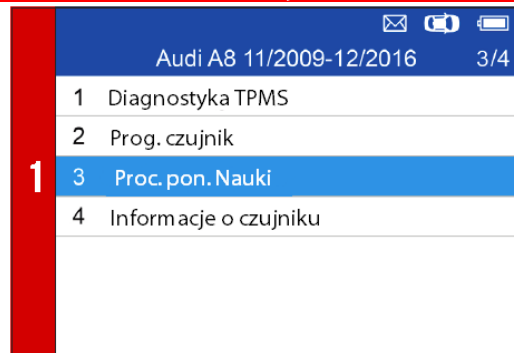 Audi A8 11/2009-12/2016 3/4
1 Diagnostyka TPMS
2 Prog. czujnik
1 3 Proc. pon. Nauki
4 Informacje o czujniku